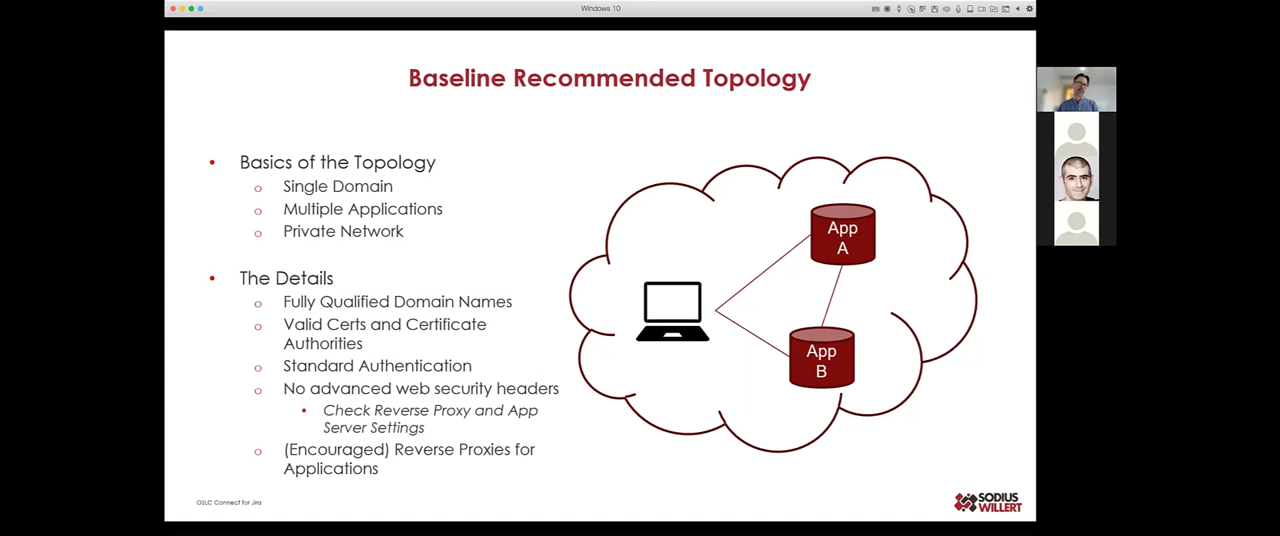 Windows 10
Baseline Recommended Topology
• Basics of the Topology
o Single Domain
o Multiple Applications
o Private Network
• The Details
o Fully Qualified Domain Names
o Valid Certs and Certificate
Authorities
o Standard Authentication
o No advanced web security headers
• Check Reverse Proxy and App
Server Settings
o (Encouraged) Reverse Proxies for
Applications
App
A
App
B
OSLC Connect for Jira
SODIUS
WILLERT